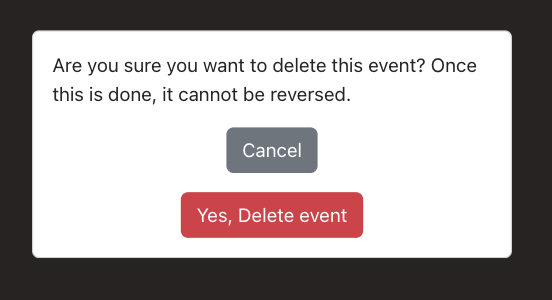 Are you sure you want to delete this event? Once
this is done, it cannot be reversed.
Cancel
Yes, Delete event